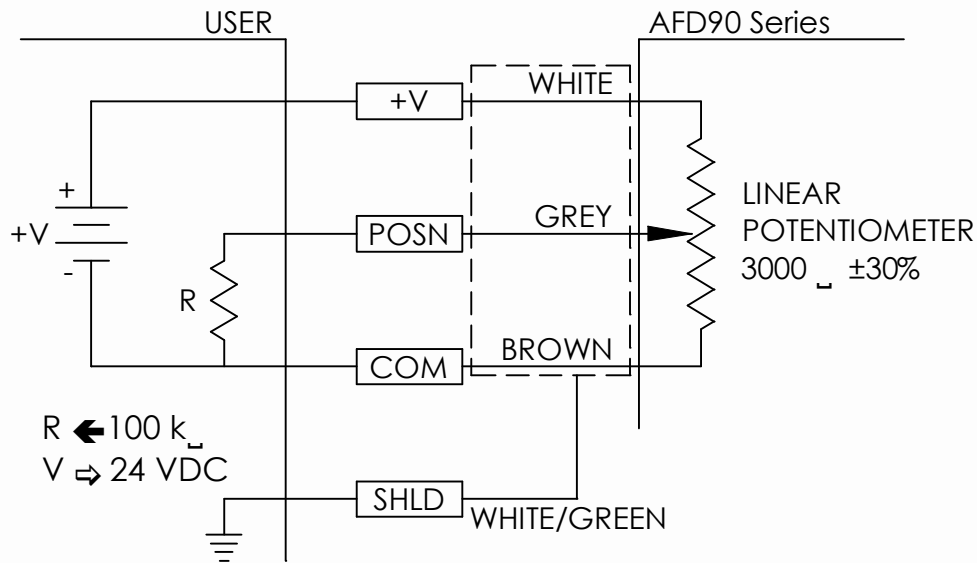 USER
AFD90 Series
+V
WHITE
+
+V
-
POSN
GREY
LINEAR
POTENTIOMETER
3000 ␣ ±30%
R
COM
BROWN
R 🡸 100 k␣
V ⇨ 24 VDC
SHLD
WHITE/GREEN